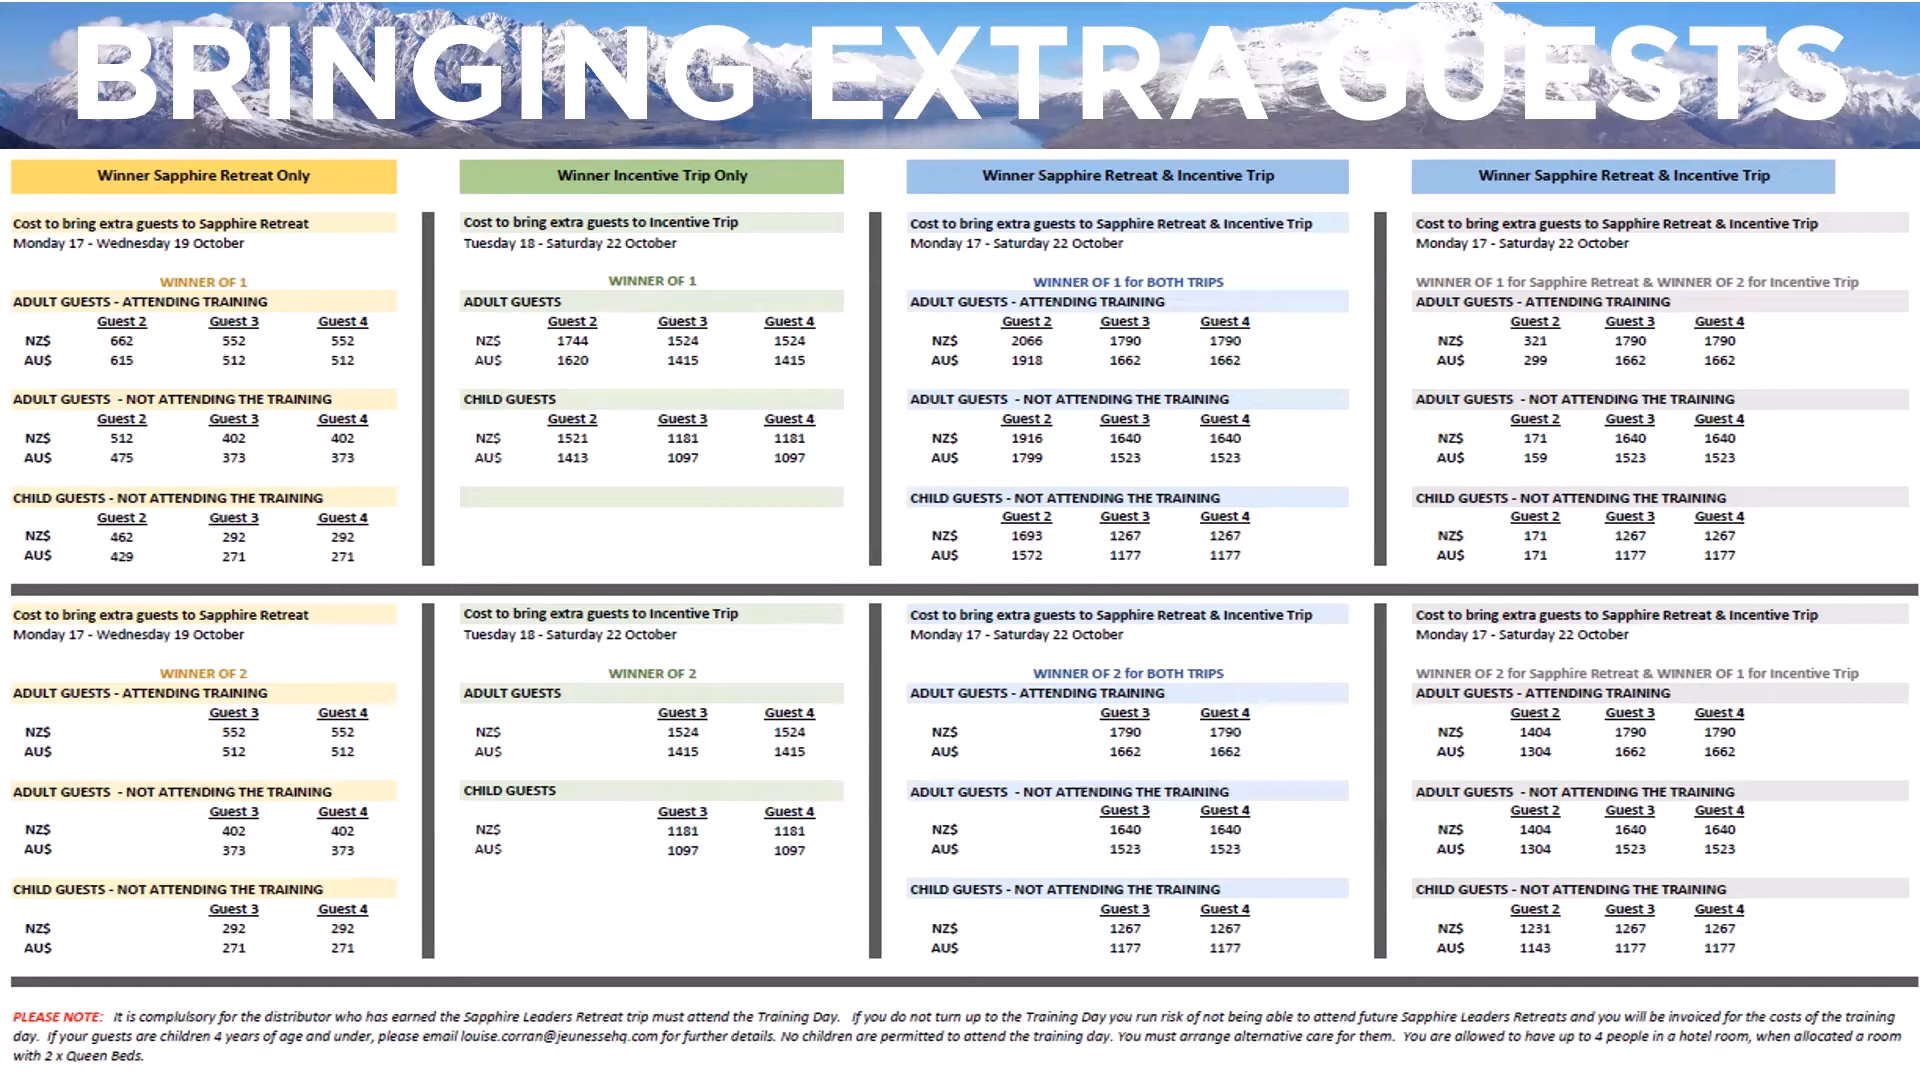 BRINGING EXTRA GUESTS
Winner Sapphire Retreat Only
Cost to bring extra guests to Sapphire Retreat
Monday 17 - Wednesday 19 October
WINNER OF 1
ADULT GUESTS - ATTENDING TRAINING
Guest 2 Guest 3 Guest 4
NZ$ 662 552 552
AU$ 615 512 512
ADULT GUESTS - NOT ATTENDING THE TRAINING
Guest 2 Guest 3 Guest 4
NZ$ 512 402 402
AU$ 475 373 373
CHILD GUESTS - NOT ATTENDING THE TRAINING
Guest 2 Guest 3 Guest 4
NZ$ 462 292 292
AU$ 429 271 271
Winner Incentive Trip Only
Cost to bring extra guests to Incentive Trip
Tuesday 18 - Saturday 22 October
WINNER OF 1
ADULT GUESTS
Guest 2 Guest 3 Guest 4
NZ$ 1744 1524 1524
AU$ 1620 1415 1415
CHILD GUESTS
Guest 2 Guest 3 Guest 4
NZ$ 1521 1181 1181
AU$ 1413 1097 1097
Winner Sapphire Retreat & Incentive Trip
Cost to bring extra guests to Sapphire Retreat & Incentive Trip
Monday 17 - Saturday 22 October
WINNER OF 1 for BOTH TRIPS
ADULT GUESTS - ATTENDING TRAINING
Guest 2 Guest 3 Guest 4
NZ$ 2066 1790 1790
AU$ 1918 1662 1662
ADULT GUESTS - NOT ATTENDING THE TRAINING
Guest 2 Guest 3 Guest 4
NZ$ 1916 1640 1640
AU$ 1799 1523 1523
CHILD GUESTS - NOT ATTENDING THE TRAINING
Guest 2 Guest 3 Guest 4
NZ$ 1693 1267 1267
AU$ 1572 1177 1177
Winner Sapphire Retreat & Incentive Trip
Cost to bring extra guests to Sapphire Retreat & Incentive Trip
Monday 17 - Saturday 22 October
WINNER OF 1 for Sapphire Retreat & WINNER OF 2 for Incentive Trip
ADULT GUESTS - ATTENDING TRAINING
Guest 2 Guest 3 Guest 4
NZ$ 321 1790 1790
AU$ 299 1662 1662
ADULT GUESTS - NOT ATTENDING THE TRAINING
Guest 2 Guest 3 Guest 4
NZ$ 171 1640 1640
AU$ 159 1523 1523
CHILD GUESTS - NOT ATTENDING THE TRAINING
Guest 2 Guest 3 Guest 4
NZ$ 171 1267 1267
AU$ 171 1177 1177
Cost to bring extra guests to Sapphire Retreat
Monday 17 - Wednesday 19 October
WINNER OF 2
ADULT GUESTS - ATTENDING TRAINING
Guest 3 Guest 4
NZ$ 552 552
AU$ 512 512
ADULT GUESTS - NOT ATTENDING THE TRAINING
Guest 3 Guest 4
NZ$ 402 402
AU$ 373 373
CHILD GUESTS - NOT ATTENDING THE TRAINING
Guest 3 Guest 4
NZ$ 292 292
AU$ 271 271
Cost to bring extra guests to Incentive Trip
Tuesday 18 - Saturday 22 October
WINNER OF 2
ADULT GUESTS
Guest 3 Guest 4
NZ$ 1524 1524
AU$ 1415 1415
CHILD GUESTS
Guest 3 Guest 4
NZ$ 1181 1181
AU$ 1097 1097
Cost to bring extra guests to Sapphire Retreat & Incentive Trip
Monday 17 - Saturday 22 October
WINNER OF 2 for BOTH TRIPS
ADULT GUESTS - ATTENDING TRAINING
Guest 3 Guest 4
NZ$ 1790 1790
AU$ 1662 1662
ADULT GUESTS - NOT ATTENDING THE TRAINING
Guest 3 Guest 4
NZ$ 1640 1640
AU$ 1523 1523
CHILD GUESTS - NOT ATTENDING THE TRAINING
Guest 3 Guest 4
NZ$ 1267 1267
AU$ 1177 1177
Cost to bring extra guests to Sapphire Retreat & Incentive Trip
Monday 17 - Saturday 22 October
WINNER OF 2 for Sapphire Retreat & WINNER OF 1 for Incentive Trip
ADULT GUESTS - ATTENDING TRAINING
Guest 2 Guest 3 Guest 4
NZ$ 1404 1790 1790
AU$ 1304 1662 1662
ADULT GUESTS - NOT ATTENDING THE TRAINING
Guest 2 Guest 3 Guest 4
NZ$ 1404 1640 1640
AU$ 1304 1523 1523
CHILD GUESTS - NOT ATTENDING THE TRAINING
Guest 2 Guest 3 Guest 4
NZ$ 1231 1267 1267
AU$ 1143 1177 1177
PLEASE NOTE: It is complulsory for the distributor who has earned the Sapphire Leaders Retreat trip must attend the Training Day. If you do not turn up to the Training Day you run risk of not being able to attend future Sapphire Leaders Retreats and you will be invoiced for the costs of the training
day. If your guests are children 4 years of age and under, please email louise.corran@jeunessehq.com for further details. No children are permitted to attend the training day. You must arrange alternative care for them. You are allowed to have up to 4 people in a hotel room, when allocated a room
with 2 x Queen Beds.